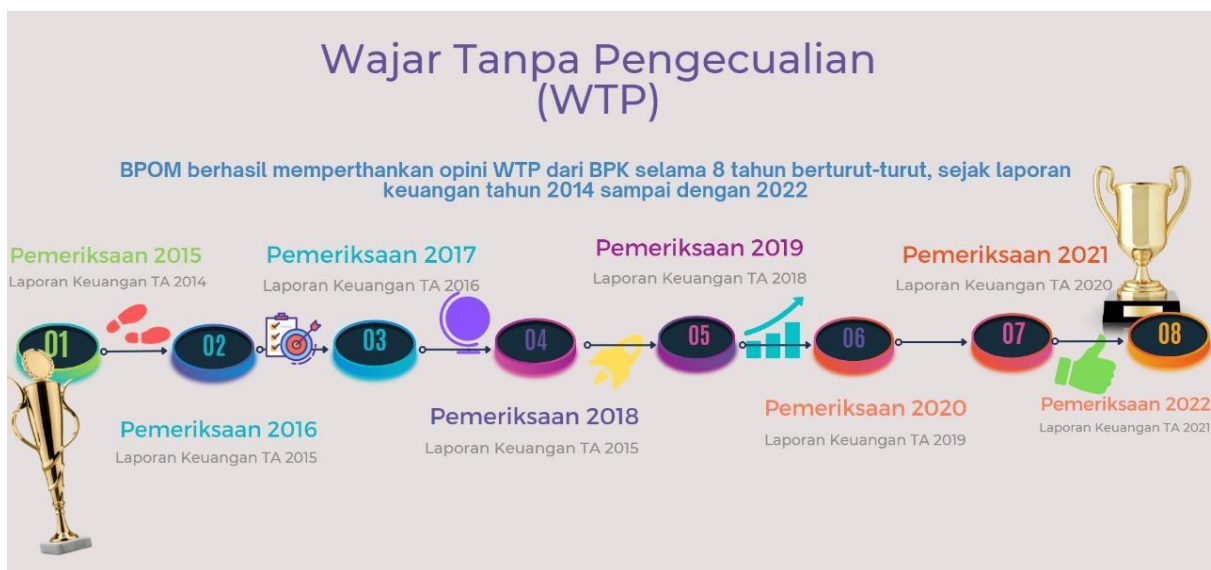 Wajar Tanpa Pengecualian
(WTP)
BPOM berhasil memperthankan opini WTP dari BPK selama 8 tahun berturut-turut, sejak laporan
keuangan tahun 2014 sampai dengan 2022
Pemeriksaan 2015
Laporan Keuangan TA 2014
Pemeriksaan 2017
Laporan Keuangan TA 2016
Pemeriksaan 2019
Laporan Keuangan TA 2018
Pemeriksaan 2021
Laporan Keuangan TA 2020
01
02
03
04
05
06
07
08
Pemeriksaan 2016
Laporan Keuangan TA 2015
Pemeriksaan 2018
Laporan Keuangan TA 2015
Pemeriksaan 2020
Laporan Keuangan TA 2019
Pemeriksaan 2022
Laporan Keuangan TA 2021